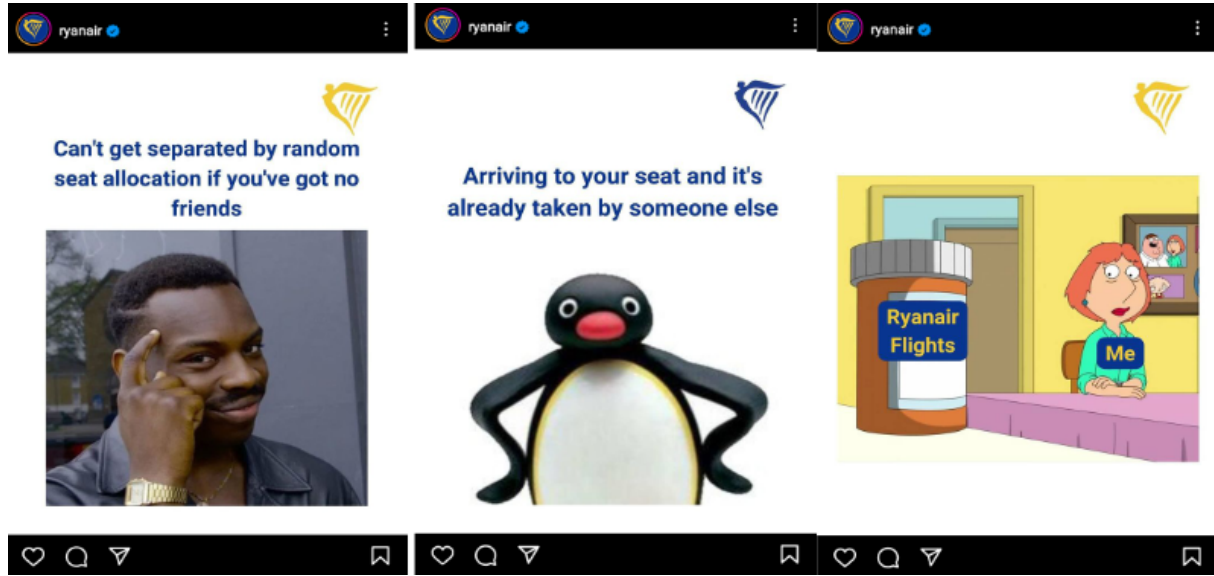 ryanair
Can't get separated by random
seat allocation if you've got no
friends
ryanair
Arriving to your seat and it's
already taken by someone else
ryanair
Ryanair
Flights
Me